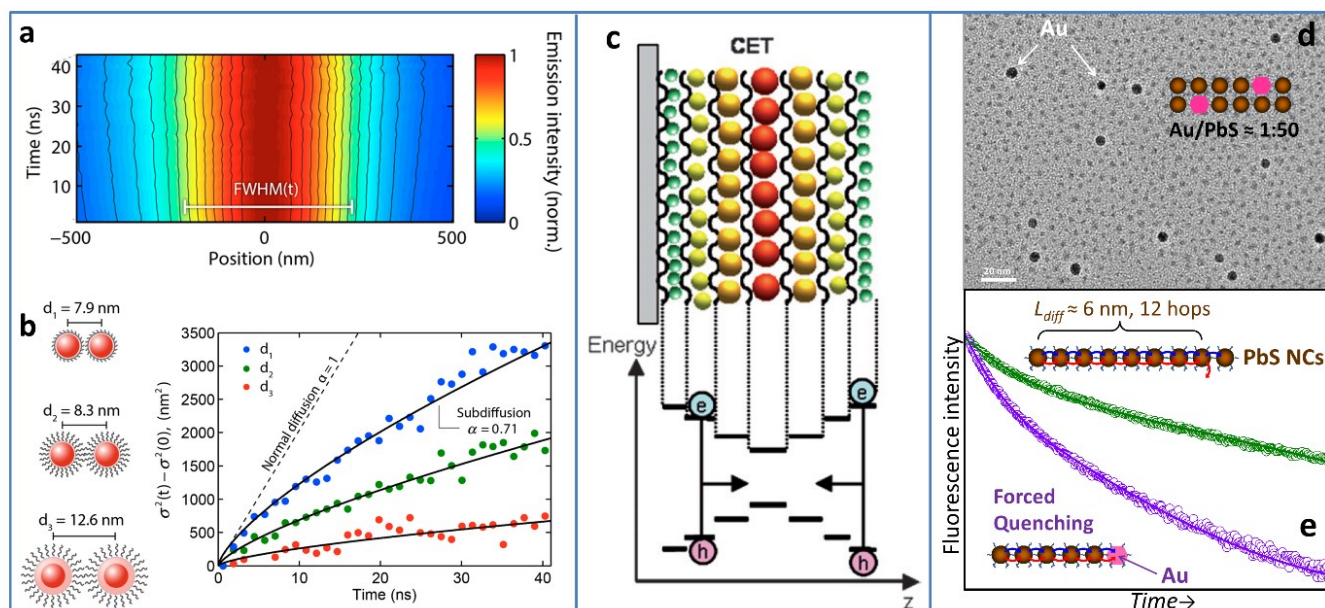 a
Time (ns)
40
30
20
10
FWHM(t)
−500
0
500
Position (nm)
1
0.5
0
Emission intensity (norm.)
b
d1 = 7.9 nm
d2 = 8.3 nm
d3 = 12.6 nm
σ²(t) − σ²(0), (nm²)
3500
3000
2500
2000
1500
1000
500
0
d1
d2
d3
Normal diffusion α = 1
Subdiffusion
α = 0.71
0
10
20
30
40
Time (ns)
c
CET
Energy
e
e
h
h
z
d
Au
Au/PbS ≈ 1:50
20 nm
Ldiff ≈ 6 nm, 12 hops
PbS NCs
Fluorescence intensity
Forced
Quenching
Au
e
Time→